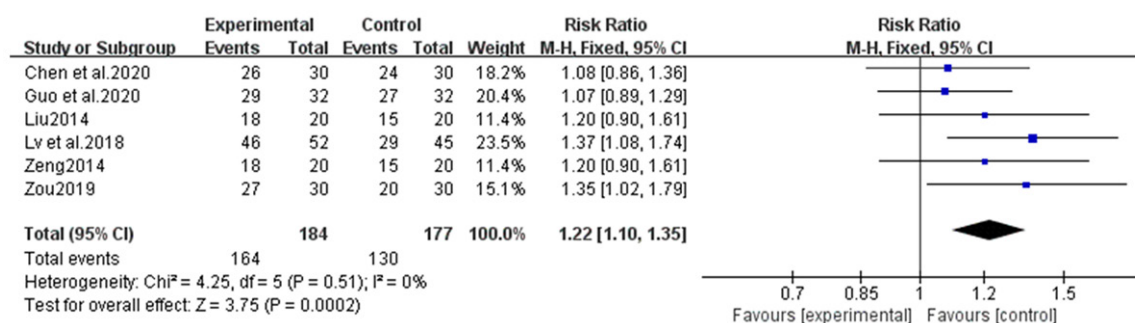 Experimental Control Risk Ratio Risk Ratio
Study or Subgroup Events Total Events Total Weight M-H, Fixed, 95% CI M-H, Fixed, 95% CI
Chen et al.2020 26 30 24 30 18.2% 1.08 [0.86, 1.36]
Guo et al.2020 29 32 27 32 20.4% 1.07 [0.89, 1.29]
Liu2014 18 20 15 20 11.4% 1.20 [0.90, 1.61]
Lv et al.2018 46 52 29 45 23.5% 1.37 [1.08, 1.74]
Zeng2014 18 20 15 20 11.4% 1.20 [0.90, 1.61]
Zou2019 27 30 20 30 15.1% 1.35 [1.02, 1.79]
Total (95% CI) 184 177 100.0% 1.22 [1.10, 1.35]
Total events 164 130
Heterogeneity: Chi² = 4.25, df = 5 (P = 0.51); I² = 0%
Test for overall effect: Z = 3.75 (P = 0.0002)
0.7 0.85 1 1.2 1.5
Favours [experimental] Favours [control]